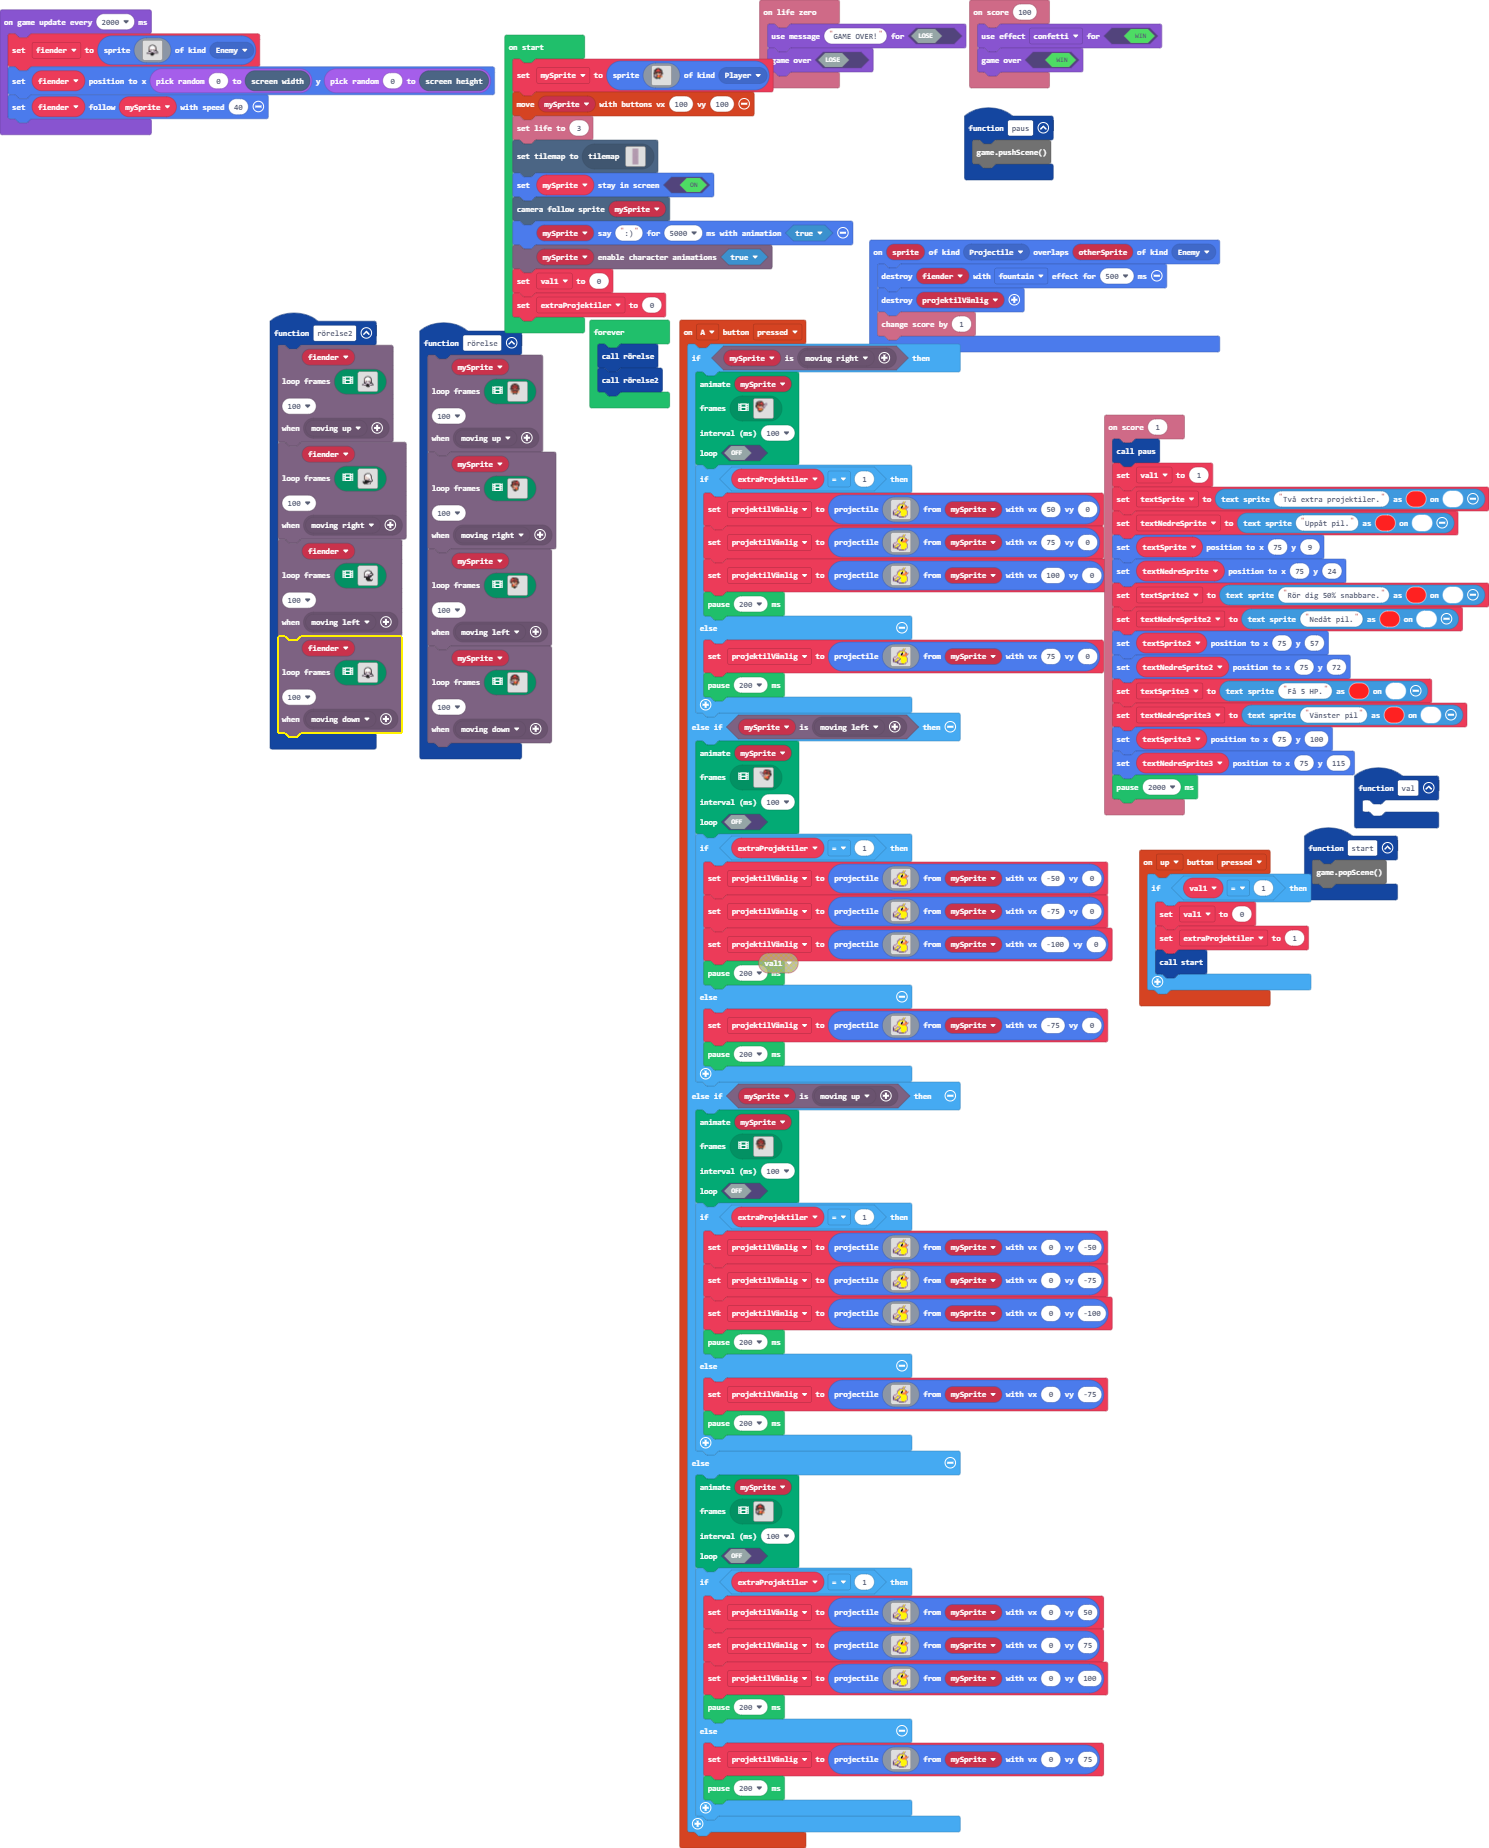 on game update every 2000 ms
set fiender to sprite of kind Enemy
set fiender position to x pick random 0 to screen width y pick random 0 to screen height
set fiender follow mySprite with speed 40
on start
set mySprite to sprite of kind Player
move mySprite with buttons vx 100 vy 100
set life to 3
set tilemap to tilemap
set mySprite stay in screen ON
camera follow sprite mySprite
mySprite say ":)" for 5000 ms with animation true
mySprite enable character animations true
set val1 to 0
set extraProjektiler to 0
on life zero
use message "GAME OVER!" for LOSE
game over LOSE
on score 100
use effect confetti for WIN
game over WIN
function paus
game.pushScene()
on sprite of kind Projectile overlaps otherSprite of kind Enemy
destroy fiender with fountain effect for 500 ms
destroy projektilVänlig
change score by 1
function rörelse2
fiender
loop frames
100
when moving up
fiender
loop frames
100
when moving right
fiender
loop frames
100
when moving left
fiender
loop frames
100
when moving down
function rörelse
mySprite
loop frames
100
when moving up
mySprite
loop frames
100
when moving right
mySprite
loop frames
100
when moving left
mySprite
loop frames
100
when moving down
forever
call rörelse
call rörelse2
on A button pressed
if mySprite is moving right then
animate mySprite
frames
interval (ms) 100
loop OFF
if extraProjektiler = 1 then
set projektilVänlig to projectile from mySprite with vx 50 vy 0
set projektilVänlig to projectile from mySprite with vx 75 vy 0
set projektilVänlig to projectile from mySprite with vx 100 vy 0
pause 200 ms
else
set projektilVänlig to projectile from mySprite with vx 75 vy 0
pause 200 ms
else if mySprite is moving left then
animate mySprite
frames
interval (ms) 100
loop OFF
if extraProjektiler = 1 then
set projektilVänlig to projectile from mySprite with vx -50 vy 0
set projektilVänlig to projectile from mySprite with vx -75 vy 0
set projektilVänlig to projectile from mySprite with vx -100 vy 0
val1
pause 200 ms
else
set projektilVänlig to projectile from mySprite with vx -75 vy 0
pause 200 ms
else if mySprite is moving up then
animate mySprite
frames
interval (ms) 100
loop OFF
if extraProjektiler = 1 then
set projektilVänlig to projectile from mySprite with vx 0 vy -50
set projektilVänlig to projectile from mySprite with vx 0 vy -75
set projektilVänlig to projectile from mySprite with vx 0 vy -100
pause 200 ms
else
set projektilVänlig to projectile from mySprite with vx 0 vy -75
pause 200 ms
else
animate mySprite
frames
interval (ms) 100
loop OFF
if extraProjektiler = 1 then
set projektilVänlig to projectile from mySprite with vx 0 vy 50
set projektilVänlig to projectile from mySprite with vx 0 vy 75
set projektilVänlig to projectile from mySprite with vx 0 vy 100
pause 200 ms
else
set projektilVänlig to projectile from mySprite with vx 0 vy 75
pause 200 ms
on score 1
call paus
set val1 to 1
set textSprite to text sprite "Två extra projektiler." as on
set textNedreSprite to text sprite "Uppåt pil." as on
set textSprite position to x 75 y 9
set textNedreSprite position to x 75 y 24
set textSprite2 to text sprite "Rör dig 50% snabbare." as on
set textNedreSprite2 to text sprite "Nedåt pil." as on
set textSprite2 position to x 75 y 57
set textNedreSprite2 position to x 75 y 72
set textSprite3 to text sprite "Få 5 HP." as on
set textNedreSprite3 to text sprite "Vänster pil" as on
set textSprite3 position to x 75 y 100
set textNedreSprite3 position to x 75 y 115
pause 2000 ms
function val
function start
game.popScene()
on up button pressed
if val1 = 1 then
set val1 to 0
set extraProjektiler to 1
call start